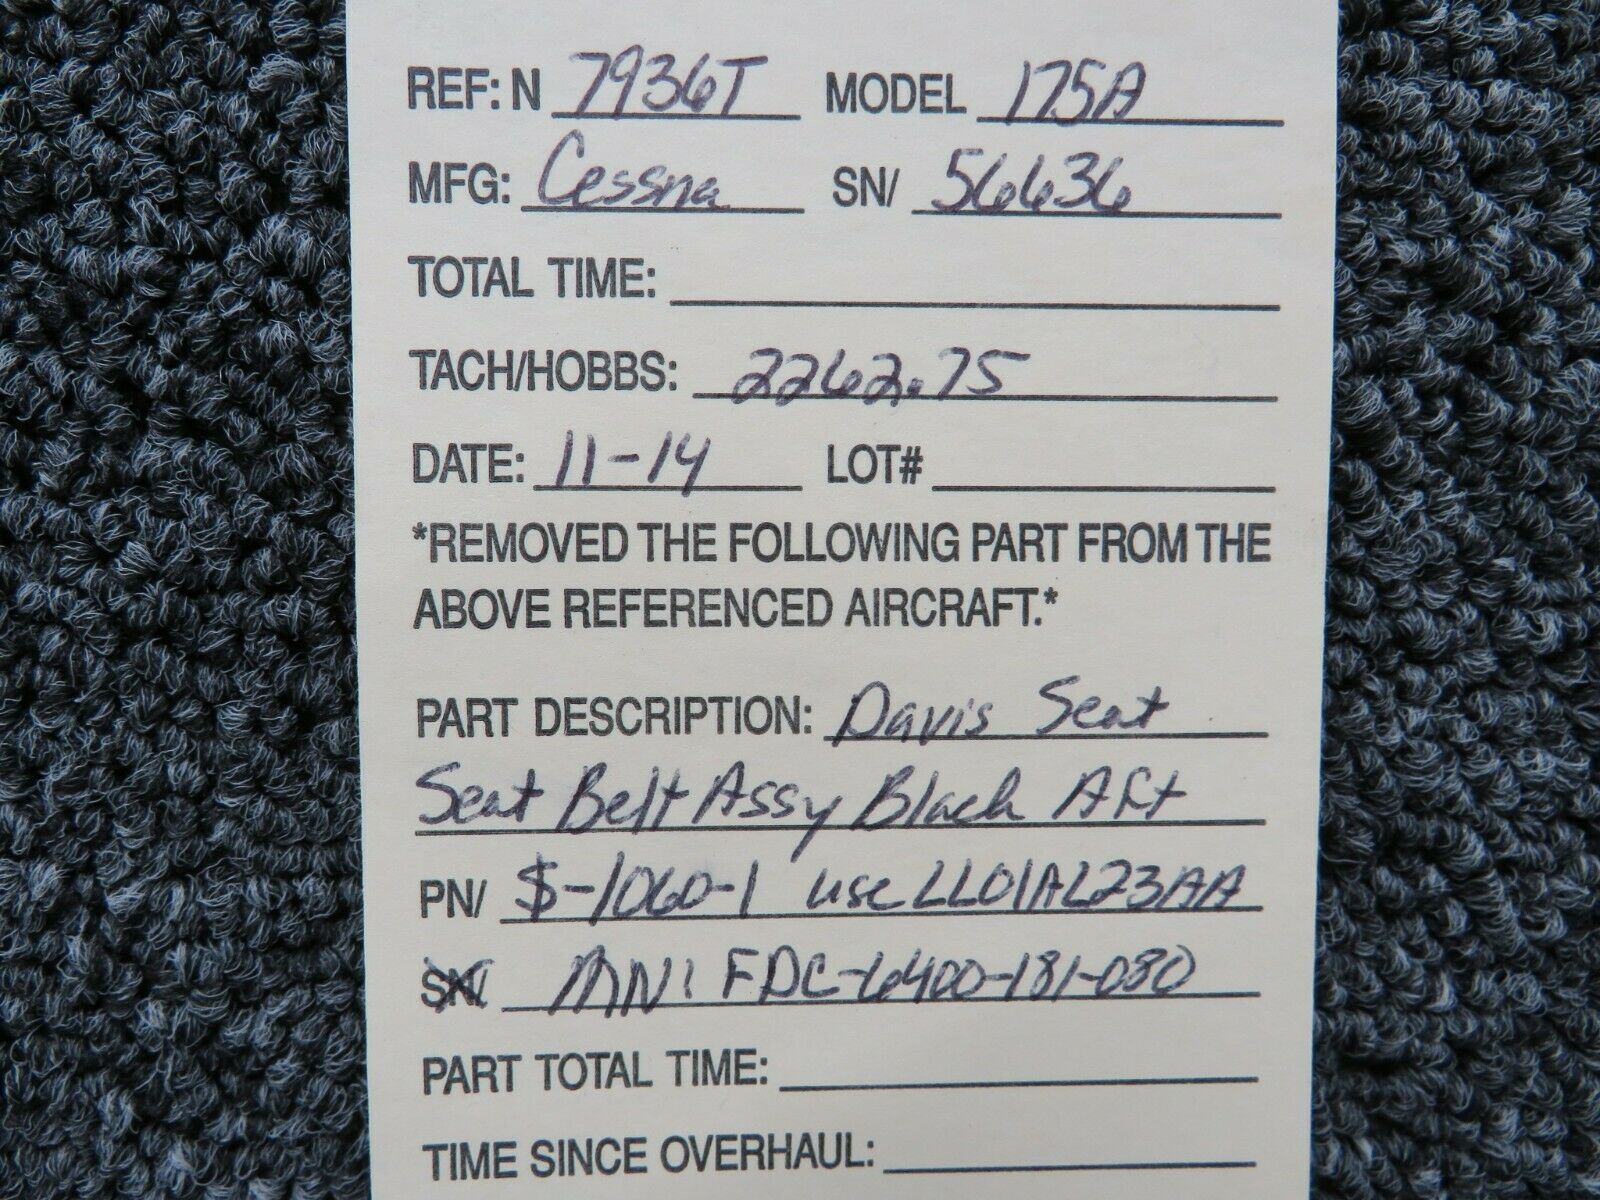 REF: N 7936T MODEL 175A
MFG: Cessna SN/ 56636
TOTAL TIME:
TACH/HOBBS: 2262.75
DATE: 11-14 LOT#
*REMOVED THE FOLLOWING PART FROM THE
ABOVE REFERENCED AIRCRAFT.*
PART DESCRIPTION: Davis Seat
Seat Belt Assy Black Aft
PN/ $-1060-1 use LL01AL23AA
SN/ MN: FDC-6400-181-080
PART TOTAL TIME:
TIME SINCE OVERHAUL: